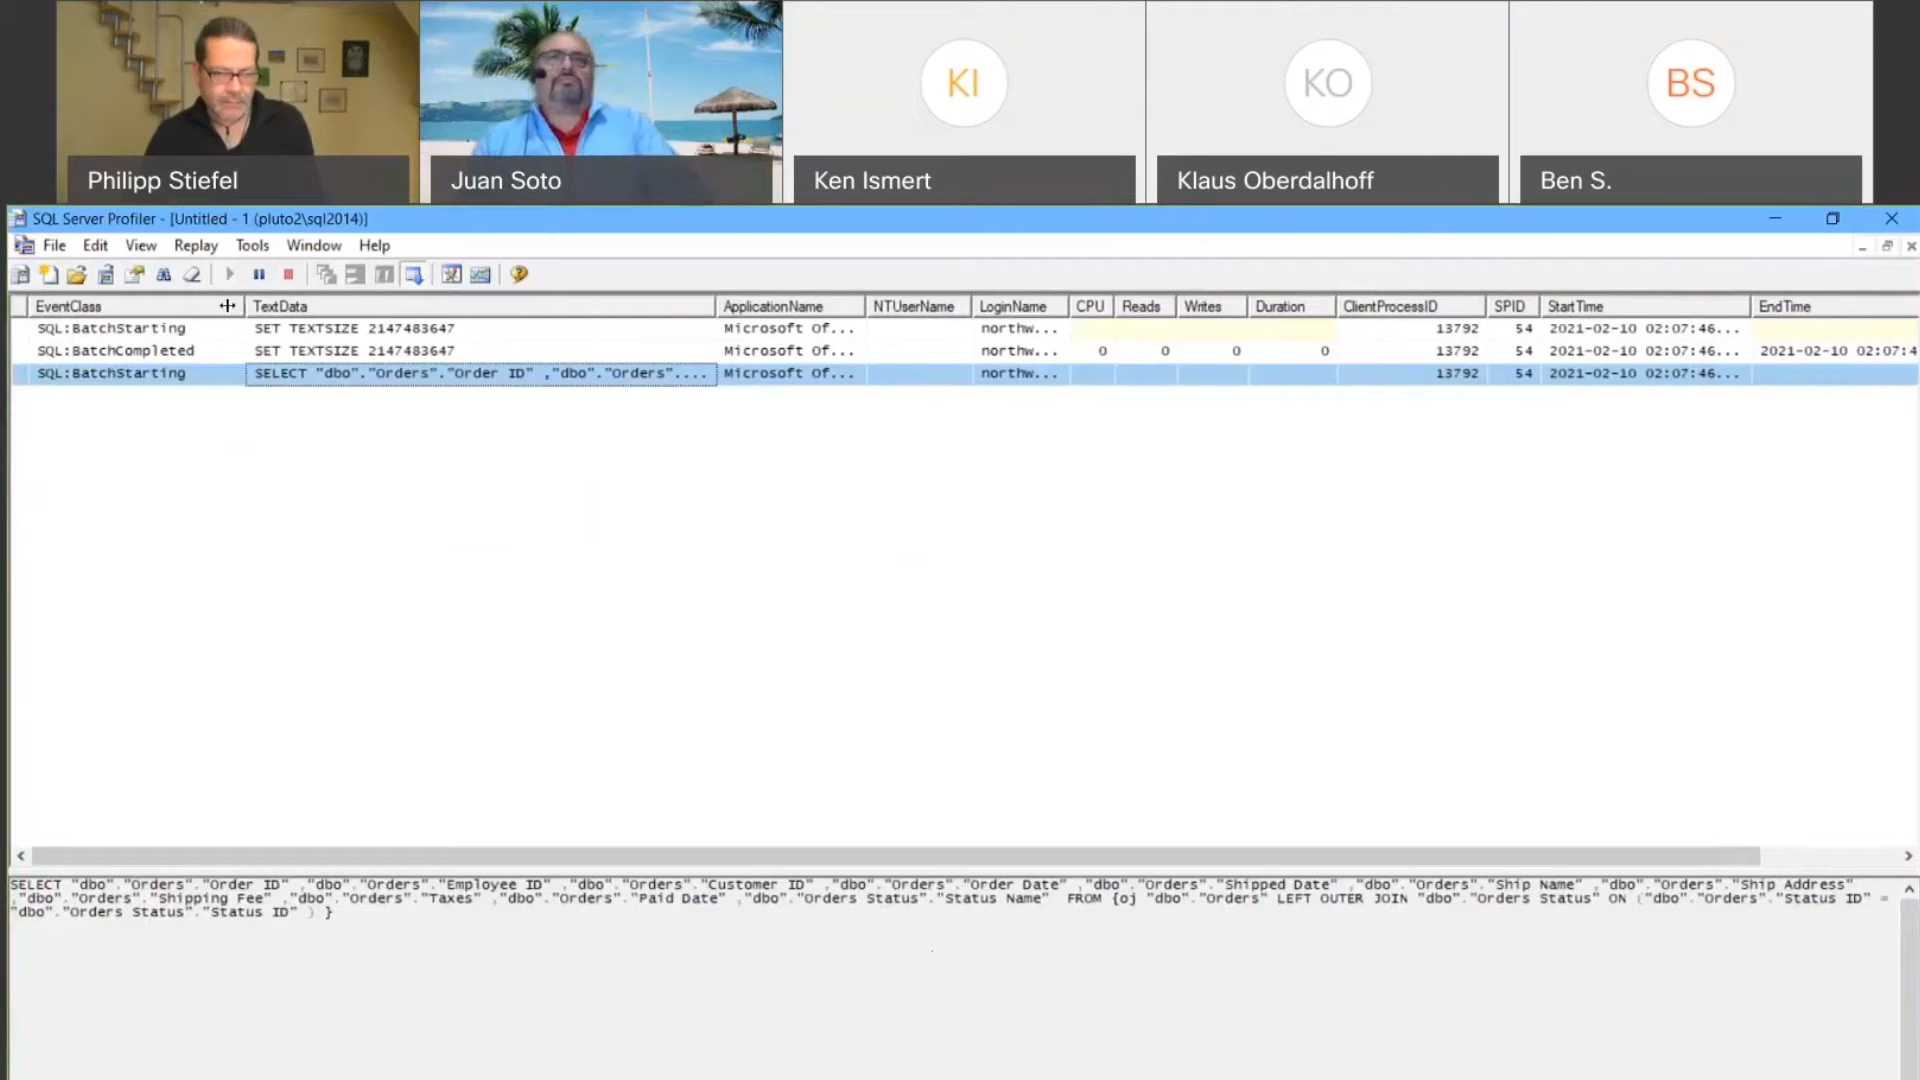 KI
KO
BS
Philipp Stiefel
Juan Soto
Ken Ismert
Klaus Oberdalhoff
Ben S.
SQL Server Profiler - [Untitled - 1 (pluto2\sql2014)]
File Edit View Replay Tools Window Help
EventClass TextData ApplicationName NTUserName LoginName CPU Reads Writes Duration ClientProcessID SPID StartTime EndTime
SQL:BatchStarting SET TEXTSIZE 2147483647 Microsoft Of... northw... 13792 54 2021-02-10 02:07:46...
SQL:BatchCompleted SET TEXTSIZE 2147483647 Microsoft Of... northw... 0 0 0 0 13792 54 2021-02-10 02:07:46... 2021-02-10 02:07:4
SQL:BatchStarting SELECT "dbo"."Orders"."Order ID" ,"dbo"."Orders".... Microsoft Of... northw... 13792 54 2021-02-10 02:07:46...
SELECT "dbo"."Orders"."Order ID" ,"dbo"."Orders"."Employee ID" ,"dbo"."Orders"."Customer ID" ,"dbo"."Orders"."Order Date" ,"dbo"."Orders"."Shipped Date" ,"dbo"."Orders"."Ship Name" ,"dbo"."Orders"."Ship Address"
,"dbo"."Orders"."Shipping Fee" ,"dbo"."Orders"."Taxes" ,"dbo"."Orders"."Paid Date" ,"dbo"."Orders Status"."Status Name" FROM {oj "dbo"."Orders" LEFT OUTER JOIN "dbo"."Orders Status" ON ("dbo"."Orders"."Status ID" =
"dbo"."Orders Status"."Status ID" ) }